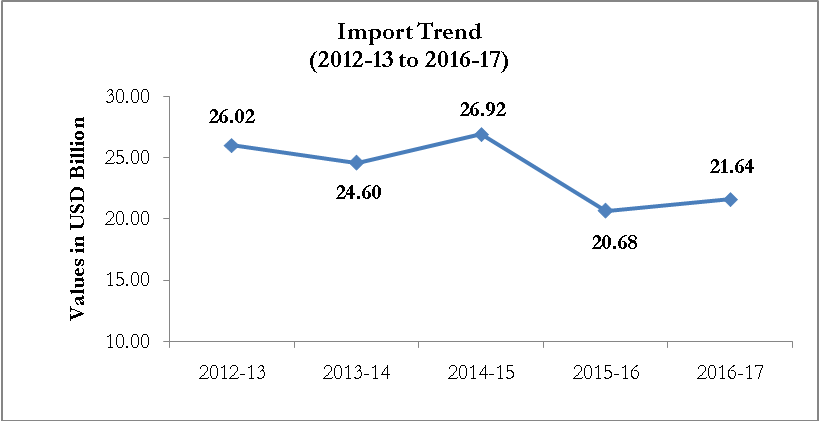 Import Trend
(2012-13 to 2016-17)
Values in USD Billion
30.00
25.00
20.00
15.00
10.00
26.02
24.60
26.92
20.68
21.64
2012-13 2013-14 2014-15 2015-16 2016-17